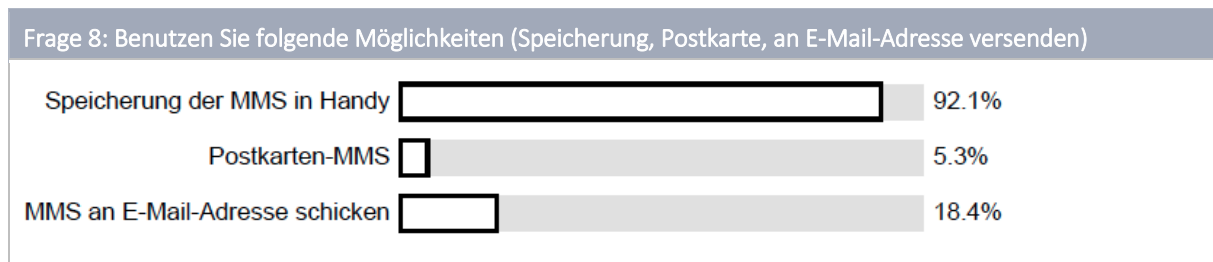 Frage 8: Benutzen Sie folgende Möglichkeiten (Speicherung, Postkarte, an E-Mail-Adresse versenden)
Speicherung der MMS in Handy 92.1%
Postkarten-MMS 5.3%
MMS an E-Mail-Adresse schicken 18.4%